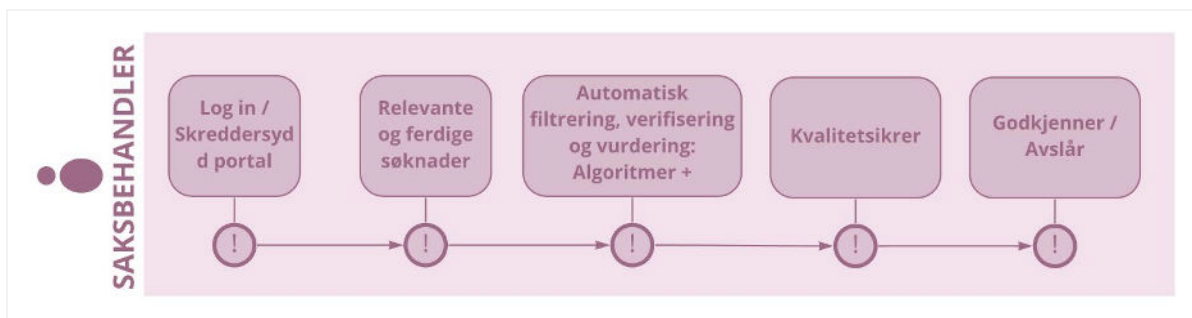 SAKSBEHANDLER
Log in /
Skreddersyd
d portal
Relevante
og ferdige
søknader
Automatisk
filtrering, verifisering
og vurdering:
Algoritmer +
Kvalitetsikrer
Godkjenner /
Avslår
!
!
!
!
!